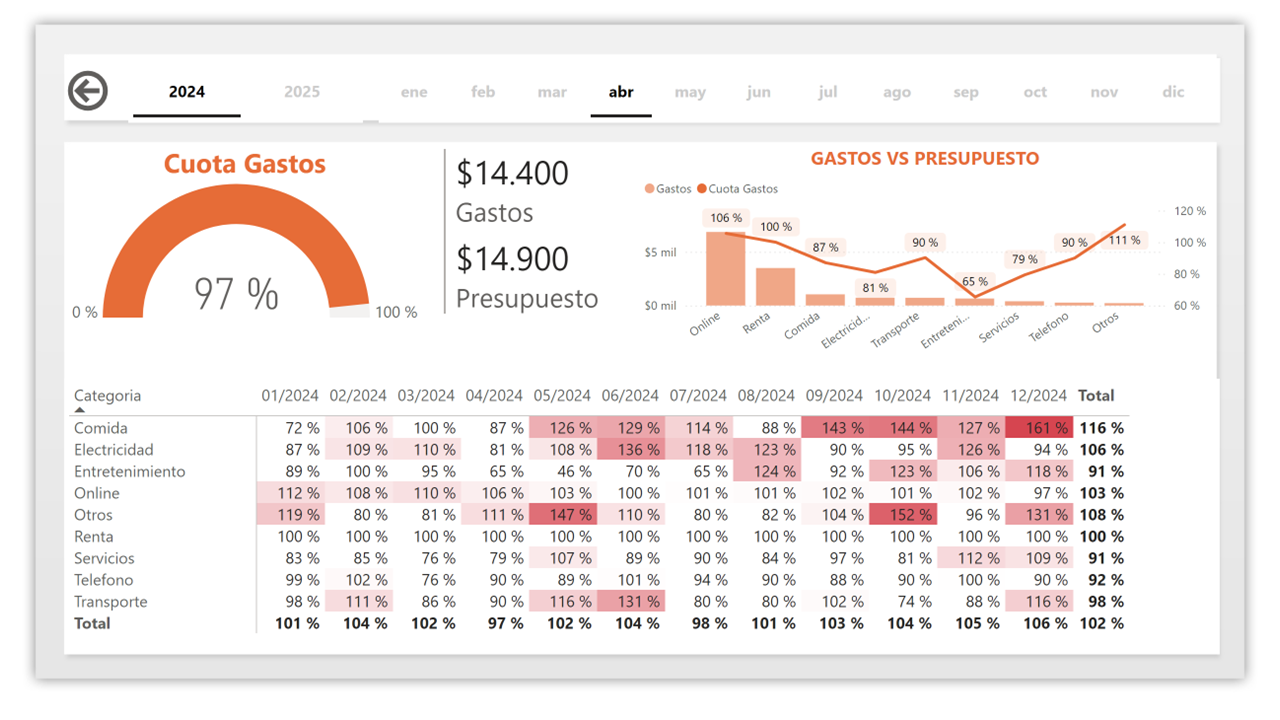 2024 2025 ene feb mar abr may jun jul ago sep oct nov dic
Cuota Gastos
97 %
0 %
100 %
$14.400
Gastos
$14.900
Presupuesto
GASTOS VS PRESUPUESTO
Gastos Cuota Gastos
106 % 100 % 87 % 81 % 90 % 65 % 79 % 90 % 111 %
$5 mil
$0 mil
120 %
100 %
80 %
60 %
Online Renta Comida Electricid... Transporte Entreteni... Servicios Telefono Otros
Categoria 01/2024 02/2024 03/2024 04/2024 05/2024 06/2024 07/2024 08/2024 09/2024 10/2024 11/2024 12/2024 Total
Comida 72 % 106 % 100 % 87 % 126 % 129 % 114 % 88 % 143 % 144 % 127 % 161 % 116 %
Electricidad 87 % 109 % 110 % 81 % 108 % 136 % 118 % 123 % 90 % 95 % 126 % 94 % 106 %
Entretenimiento 89 % 100 % 95 % 65 % 46 % 70 % 65 % 124 % 92 % 123 % 106 % 118 % 91 %
Online 112 % 108 % 110 % 106 % 103 % 100 % 101 % 101 % 102 % 101 % 102 % 97 % 103 %
Otros 119 % 80 % 81 % 111 % 147 % 110 % 80 % 82 % 104 % 152 % 96 % 131 % 108 %
Renta 100 % 100 % 100 % 100 % 100 % 100 % 100 % 100 % 100 % 100 % 100 % 100 % 100 %
Servicios 83 % 85 % 76 % 79 % 107 % 89 % 90 % 84 % 97 % 81 % 112 % 109 % 91 %
Telefono 99 % 102 % 76 % 90 % 89 % 101 % 94 % 90 % 88 % 90 % 100 % 90 % 92 %
Transporte 98 % 111 % 86 % 90 % 116 % 131 % 80 % 80 % 102 % 74 % 88 % 116 % 98 %
Total 101 % 104 % 102 % 97 % 102 % 104 % 98 % 101 % 103 % 104 % 105 % 106 % 102 %